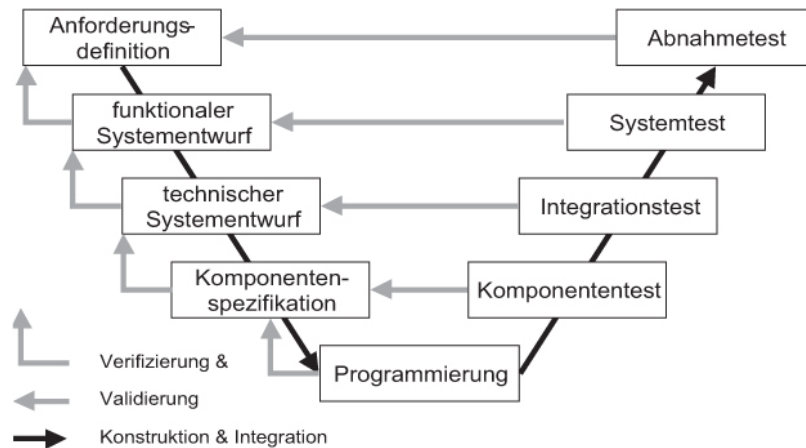 Anforderungs-
definition
Abnahmetest
funktionaler
Systementwurf
Systemtest
technischer
Systementwurf
Integrationstest
Komponenten-
spezifikation
Komponententest
Programmierung
Verifizierung &
Validierung
Konstruktion & Integration